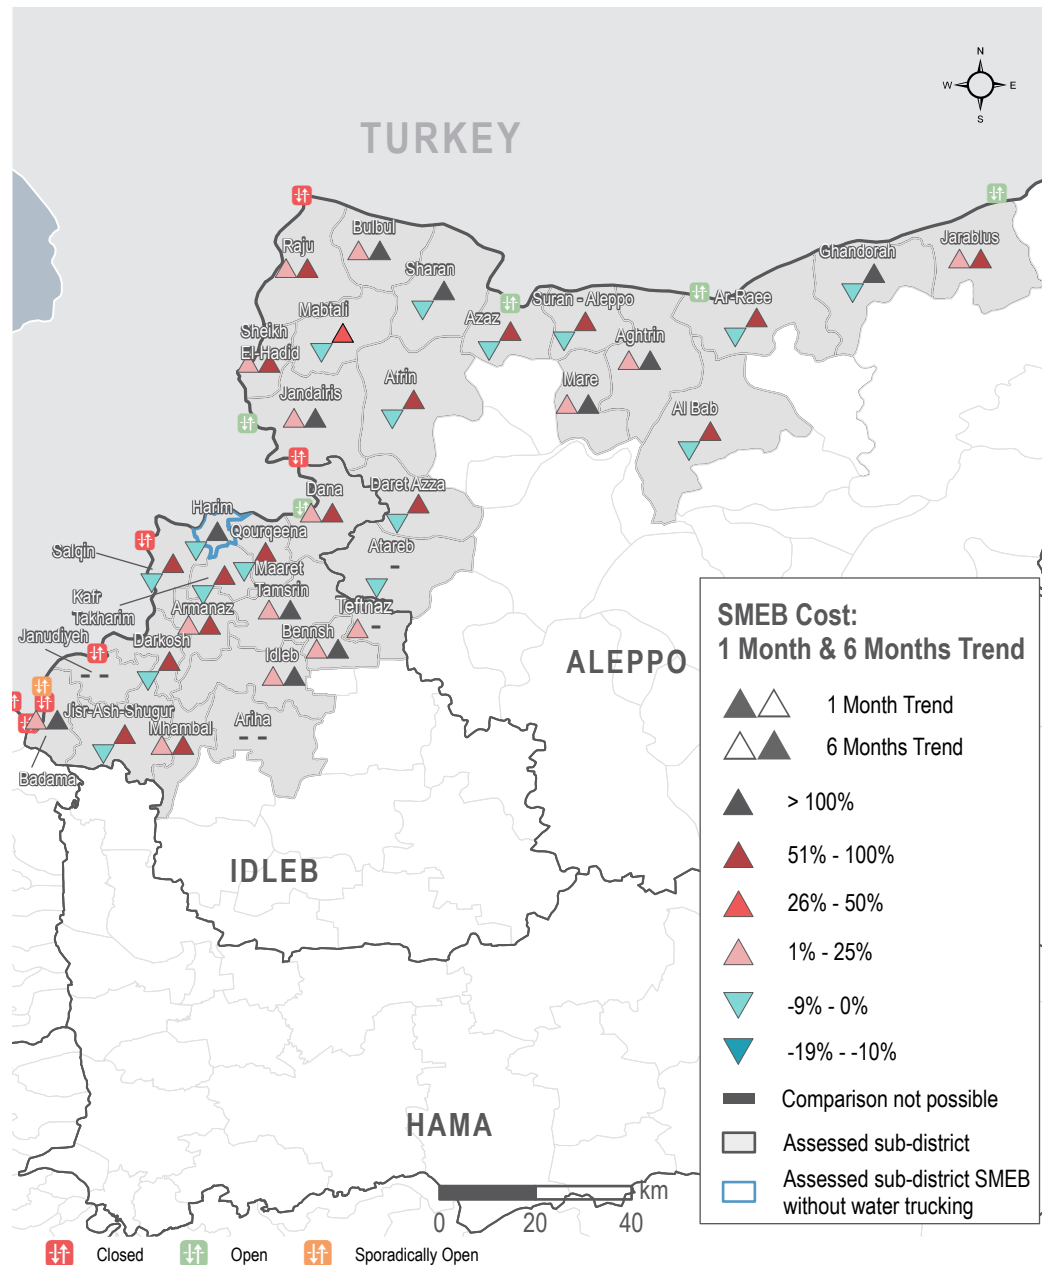 N
W
E
S
TURKEY
Bulbul
Raju
Jarablus
Ghandorah
Sharan
Suran - Aleppo
Ar-Raee
Mabtali
Azaz
Sheikh
El-Hadid
Aghtrin
Afrin
Mare
Jandairis
Al Bab
Dana
Daret Azza
Harim
Qourqeena
Atareb
Salqin
Maaret
Tamsrin
Kafr
Takharim
Armanaz
Teftnaz
Janudiyeh
Darkosh
Bennsh
Idleb
Jisr-Ash-Shugur
Mhambal
Ariha
Badama
ALEPPO
IDLEB
HAMA
SMEB Cost:
1 Month & 6 Months Trend
1 Month Trend
6 Months Trend
> 100%
51% - 100%
26% - 50%
1% - 25%
-9% - 0%
-19% - -10%
Comparison not possible
Assessed sub-district
Assessed sub-district SMEB
without water trucking
km
0 20 40
Closed Open Sporadically Open